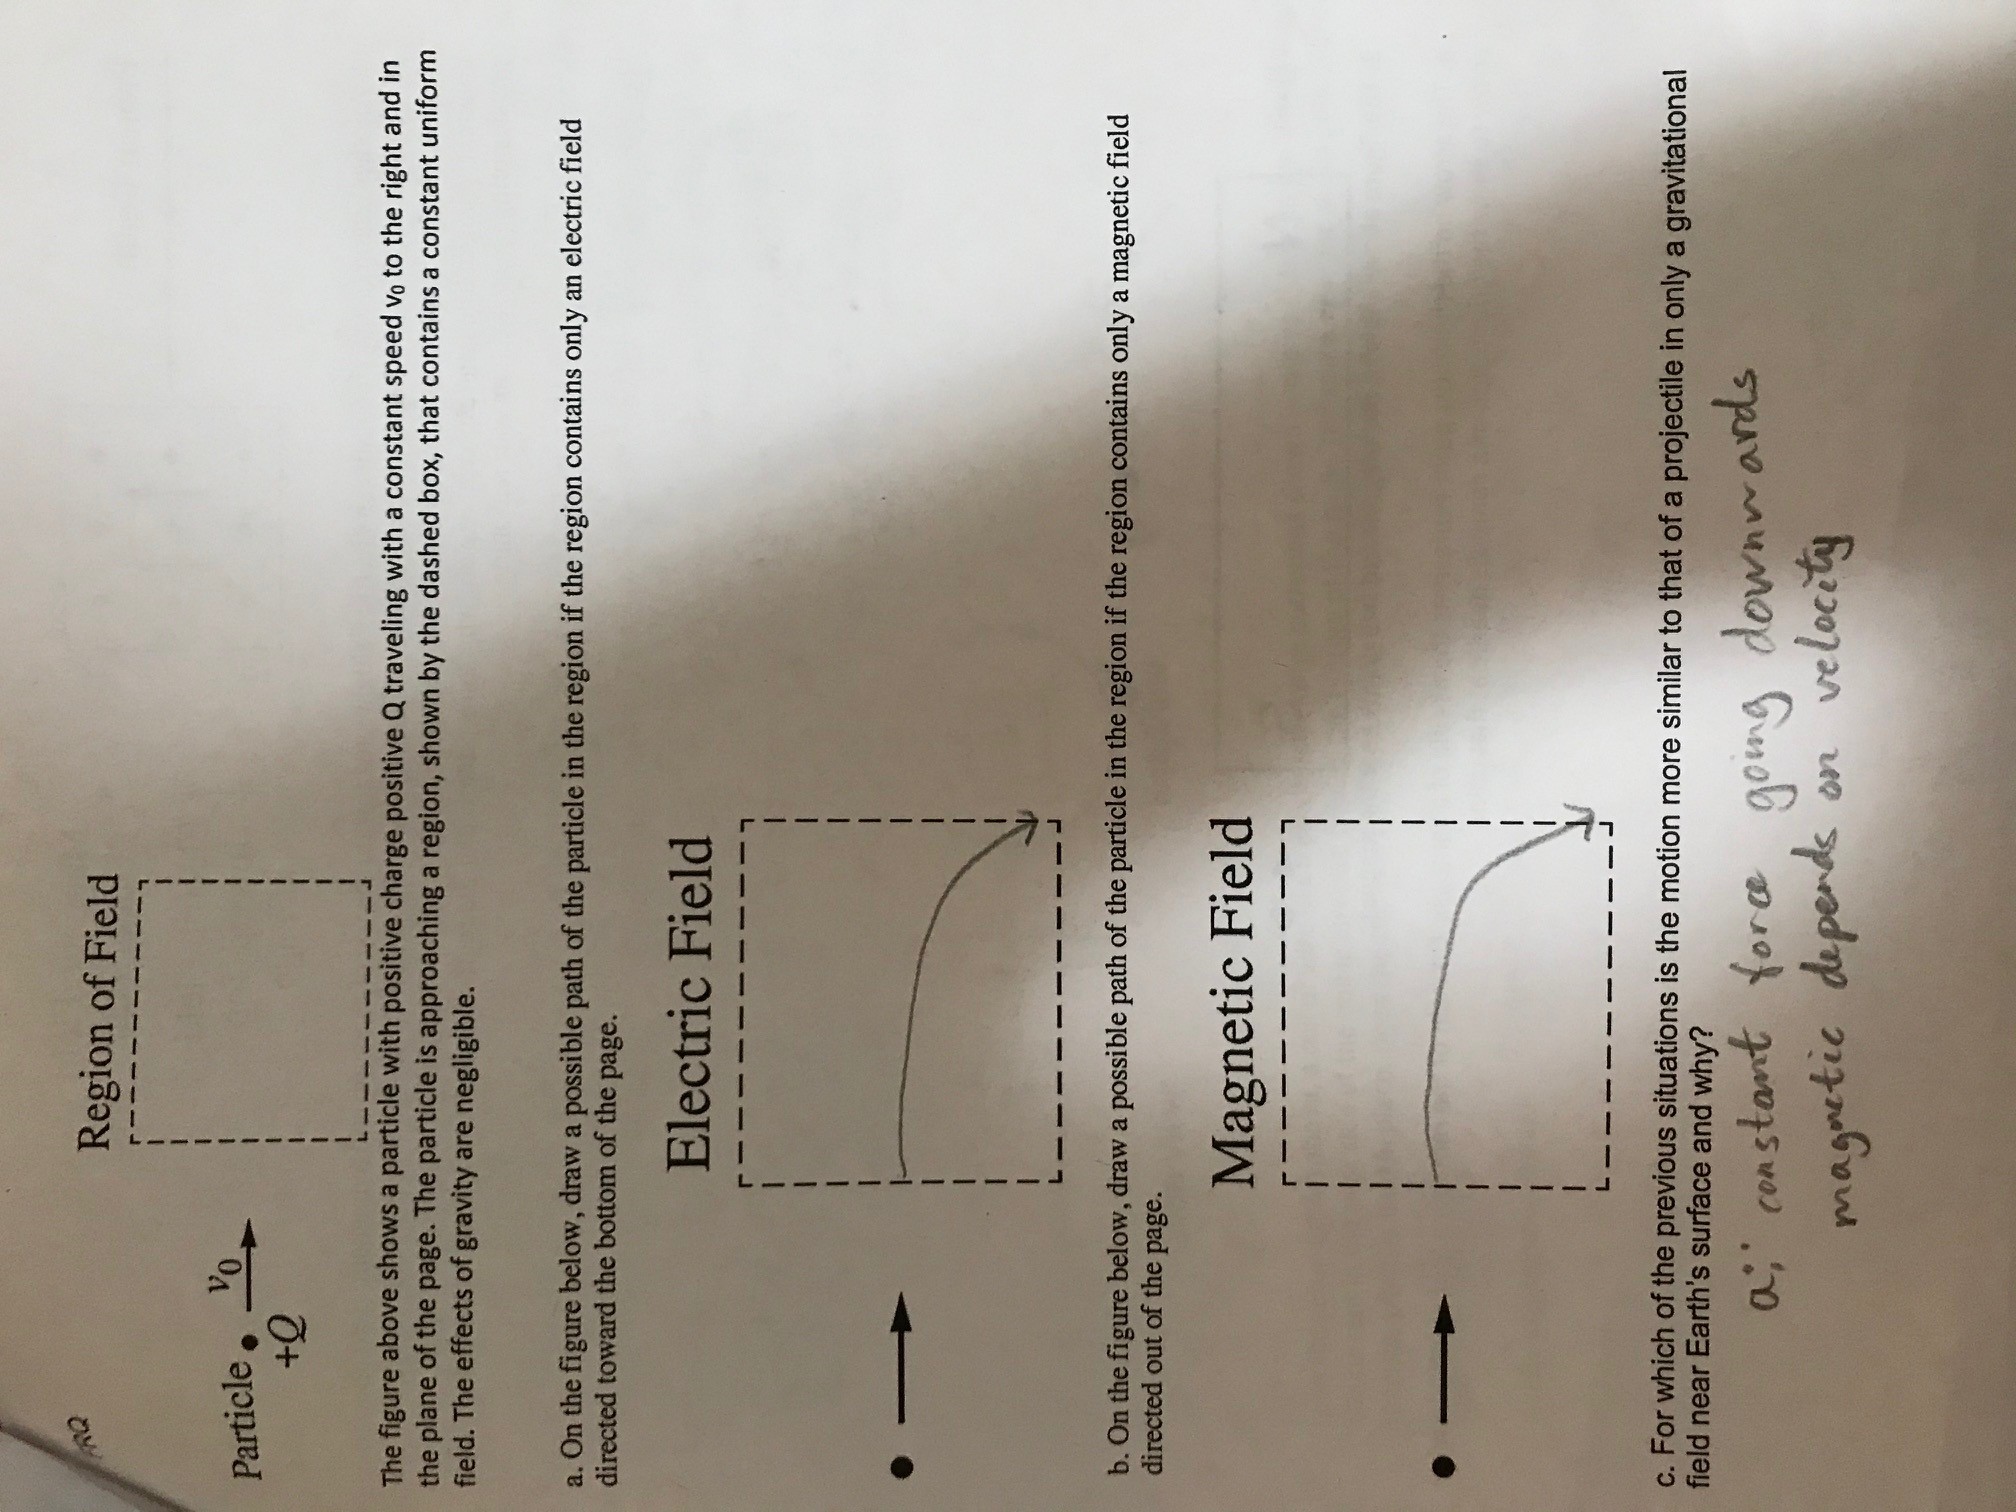 FRQ
Region of Field
Particle
v0
+Q
The figure above shows a particle with positive charge positive Q traveling with a constant speed v₀ to the right and in
the plane of the page. The particle is approaching a region, shown by the dashed box, that contains a constant uniform
field. The effects of gravity are negligible.
a. On the figure below, draw a possible path of the particle in the region if the region contains only an electric field
directed toward the bottom of the page.
Electric Field
b. On the figure below, draw a possible path of the particle in the region if the region contains only a magnetic field
directed out of the page.
Magnetic Field
c. For which of the previous situations is the motion more similar to that of a projectile in only a gravitational
field near Earth's surface and why?
a; constant force going downwards
magnetic depends on velocity